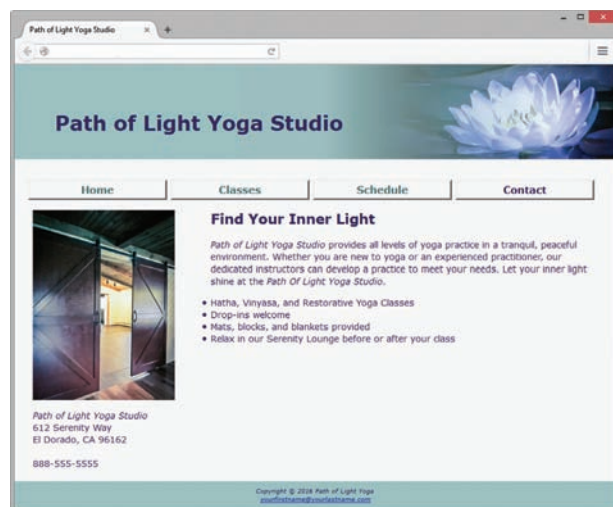 Path of Light Yoga Studio
Path of Light Yoga Studio
Home Classes Schedule Contact
Find Your Inner Light
Path of Light Yoga Studio provides all levels of yoga practice in a tranquil, peaceful
environment. Whether you are new to yoga or an experienced practitioner, our
dedicated instructors can develop a practice to meet your needs. Let your inner light
shine at the Path Of Light Yoga Studio.
• Hatha, Vinyasa, and Restorative Yoga Classes
• Drop-ins welcome
• Mats, blocks, and blankets provided
• Relax in our Serenity Lounge before or after your class
Path of Light Yoga Studio
612 Serenity Way
El Dorado, CA 96162
888-555-5555
Copyright © 2016 Path of Light Yoga
yourfirstname@yourlastname.com